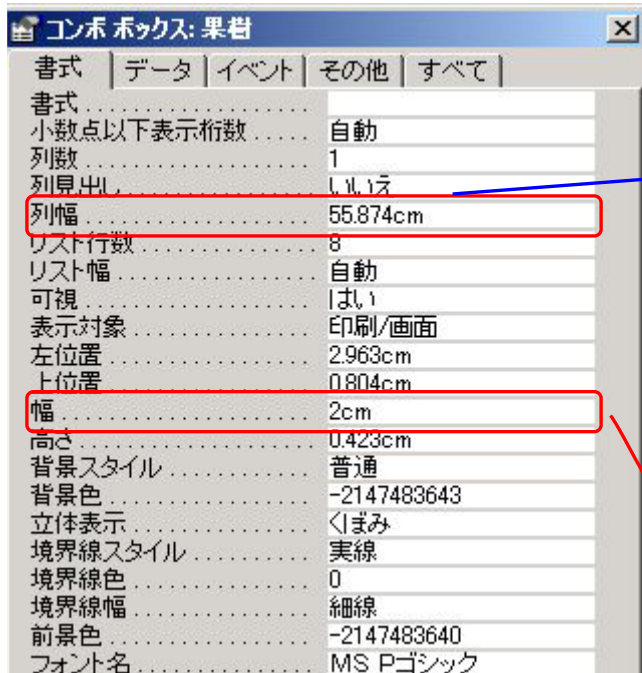 コンボ ボックス: 果樹
書式 データ イベント その他 すべて
書式
小数点以下表示桁数 自動
列数 1
列見出し いいえ
列幅 55.874cm
リスト行数 8
リスト幅 自動
可視 はい
表示対象 印刷/画面
左位置 2.963cm
上位置 0.804cm
幅 2cm
高さ 0.423cm
背景スタイル 普通
背景色 -2147483643
立体表示 くぼみ
境界線スタイル 実線
境界線色 0
境界線幅 細線
前景色 -2147483640
フォント名 MS Pゴシック